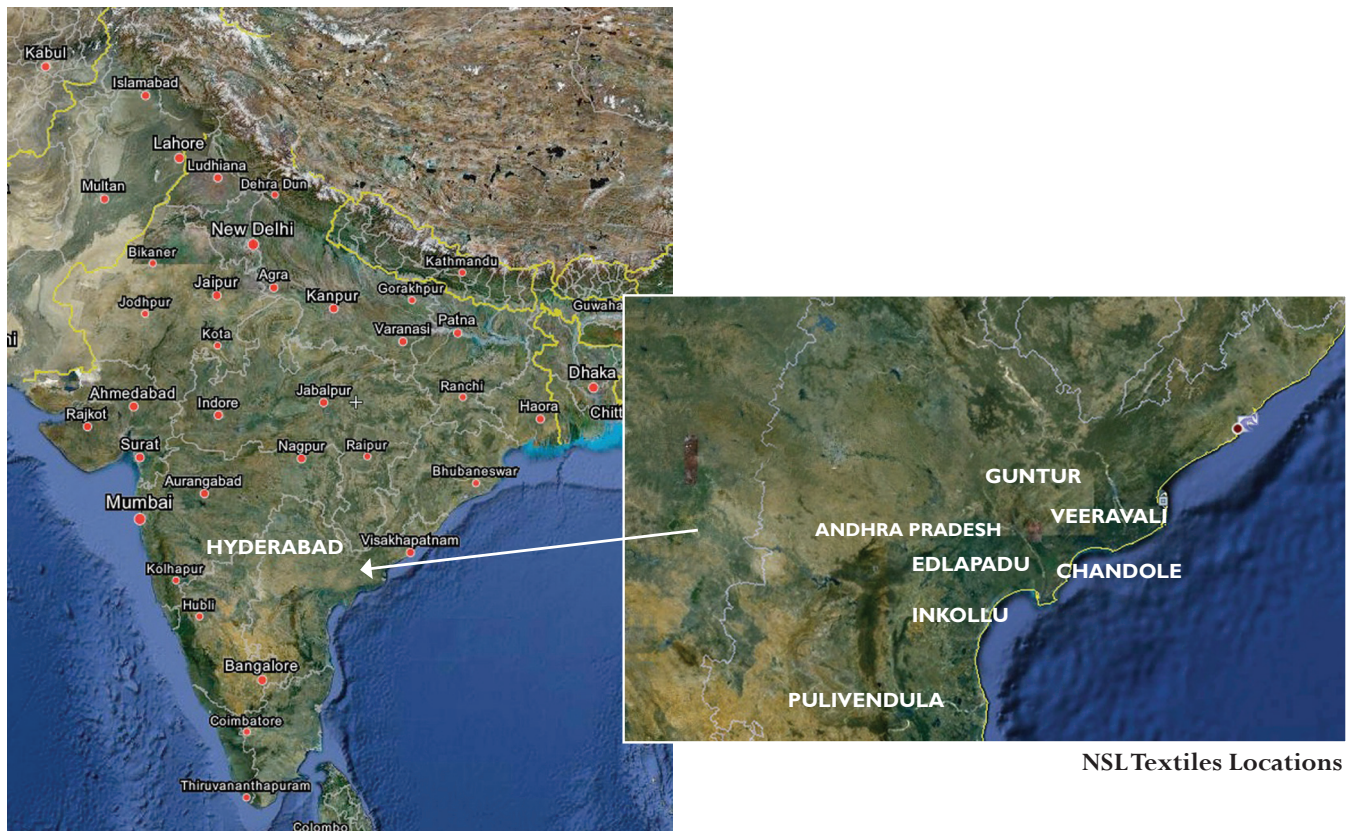 Kabul
Islamabad
Lahore
Ludhiana
Multan
Dehra Dun
New Delhi
Bikaner
Kathmandu
Jaipur
Agra
Gorakhpur
Kanpur
Jodhpur
Guwaha
Patna
Varanasi
Kota
ni
Dhaka
Ranchi
Jabalpur
Ahmedabad
Indore
Haora
Rajkot
Chitt
Surat
Nagpur
Raipur
Bhubaneswar
Aurangabad
Mumbai
Visakhapatnam
HYDERABAD
Kolhapur
Hubli
Bangalore
Coimbatore
Thiruvananthapuram
Colombo
GUNTUR
VEERAVALI
ANDHRA PRADESH
EDLAPADU
CHANDOLE
INKOLLU
PULIVENDULA
NSL Textiles Locations